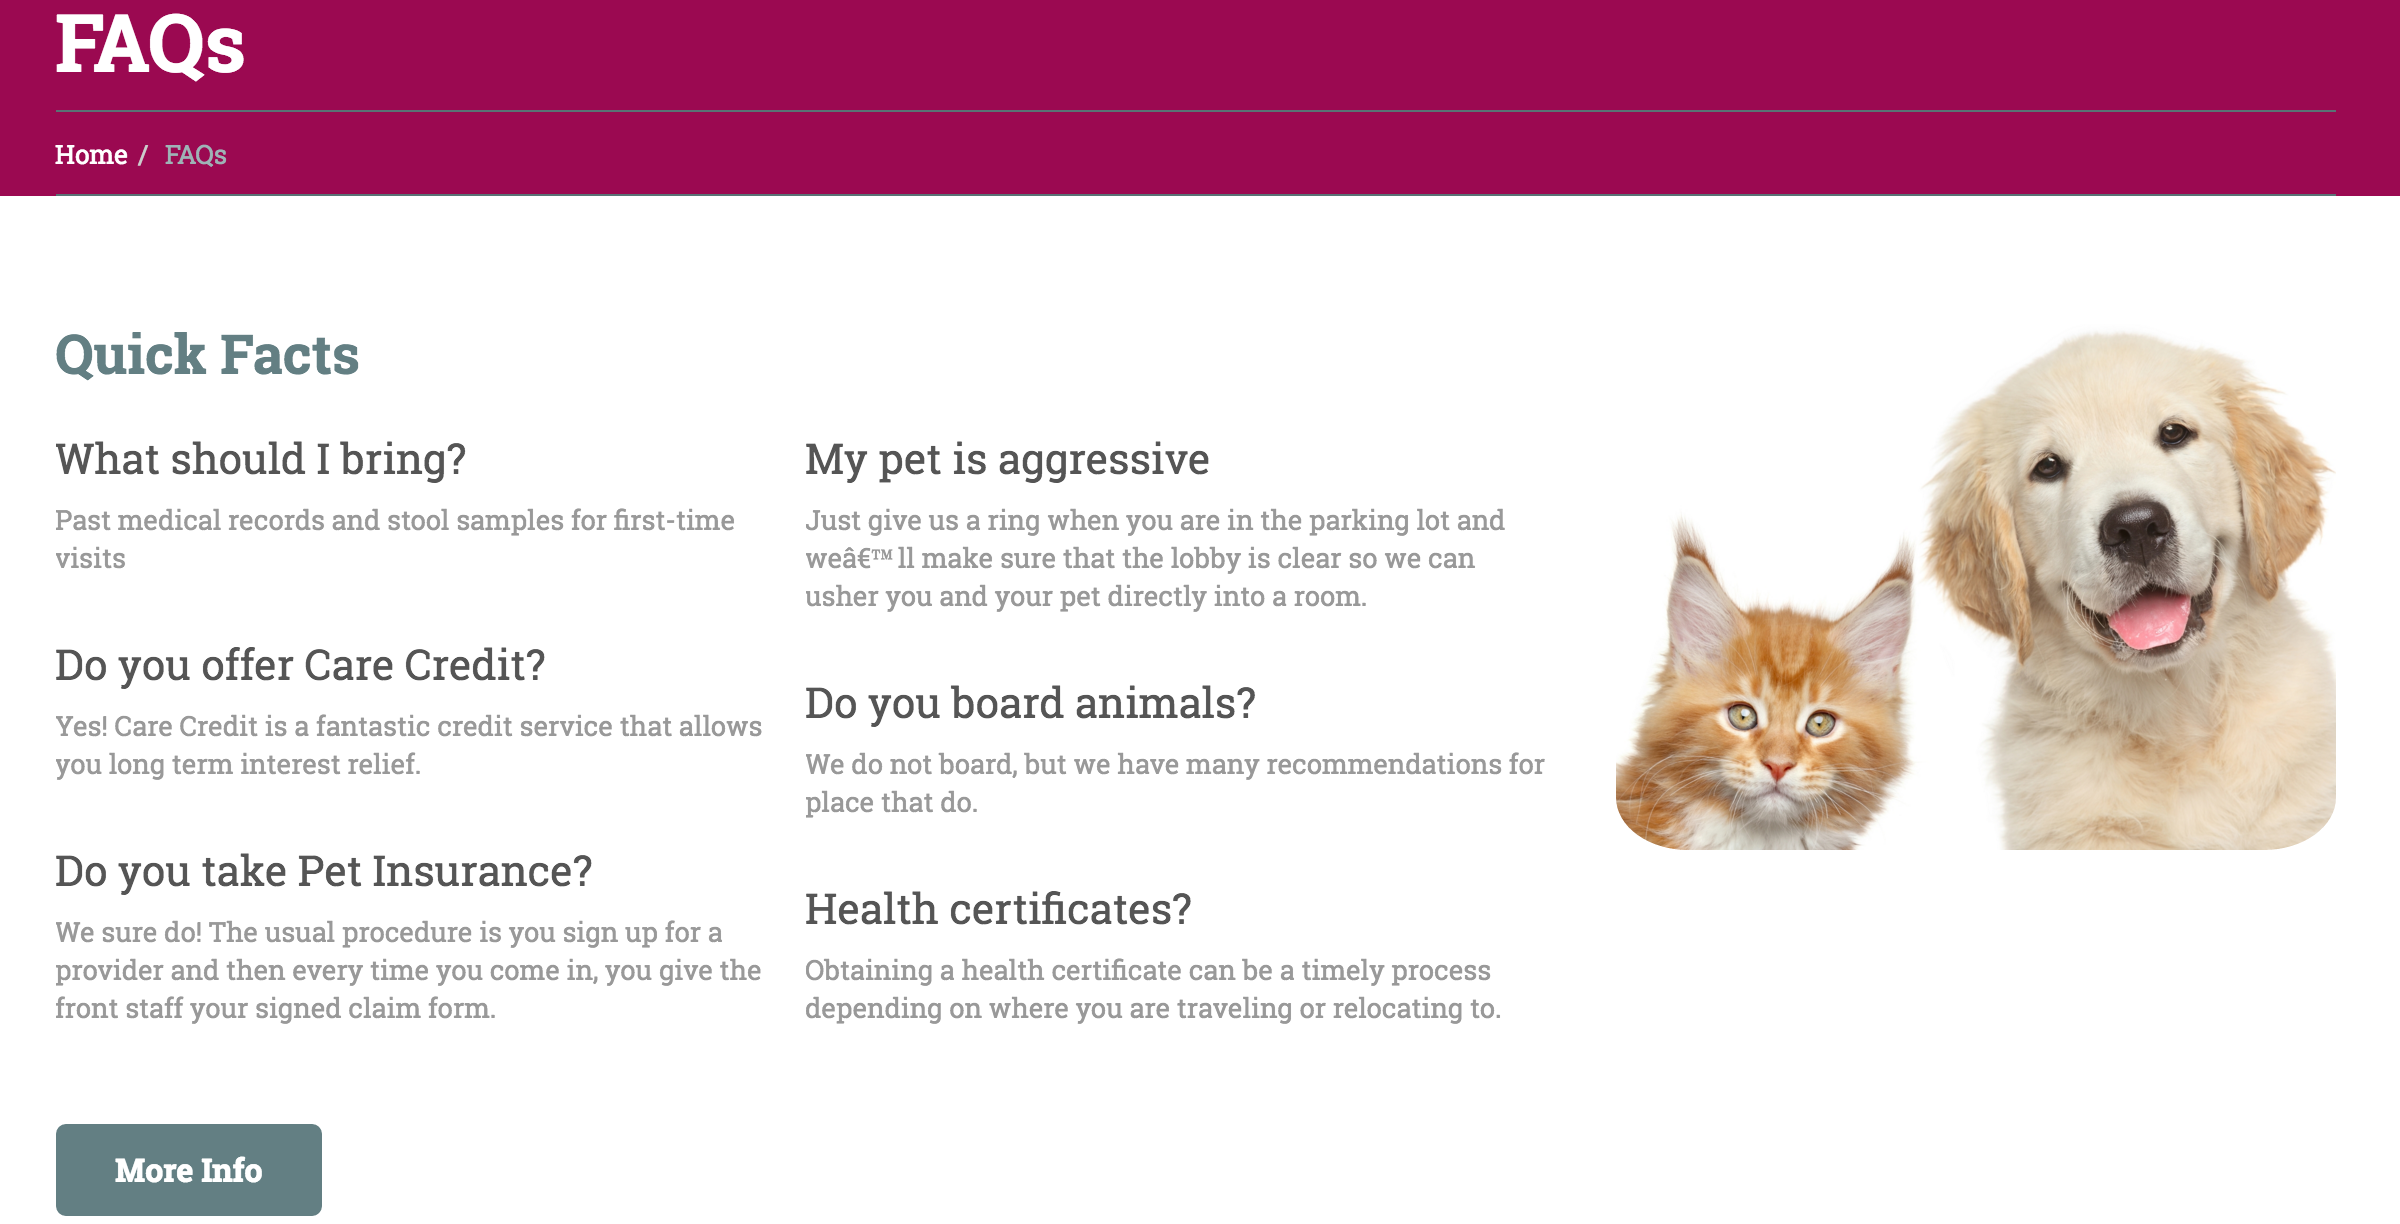 FAQs
Home / FAQs
Quick Facts
What should I bring?
Past medical records and stool samples for first-time
visits
Do you offer Care Credit?
Yes! Care Credit is a fantastic credit service that allows
you long term interest relief.
Do you take Pet Insurance?
We sure do! The usual procedure is you sign up for a
provider and then every time you come in, you give the
front staff your signed claim form.
My pet is aggressive
Just give us a ring when you are in the parking lot and
weâ€™ll make sure that the lobby is clear so we can
usher you and your pet directly into a room.
Do you board animals?
We do not board, but we have many recommendations for
place that do.
Health certificates?
Obtaining a health certificate can be a timely process
depending on where you are traveling or relocating to.
More Info